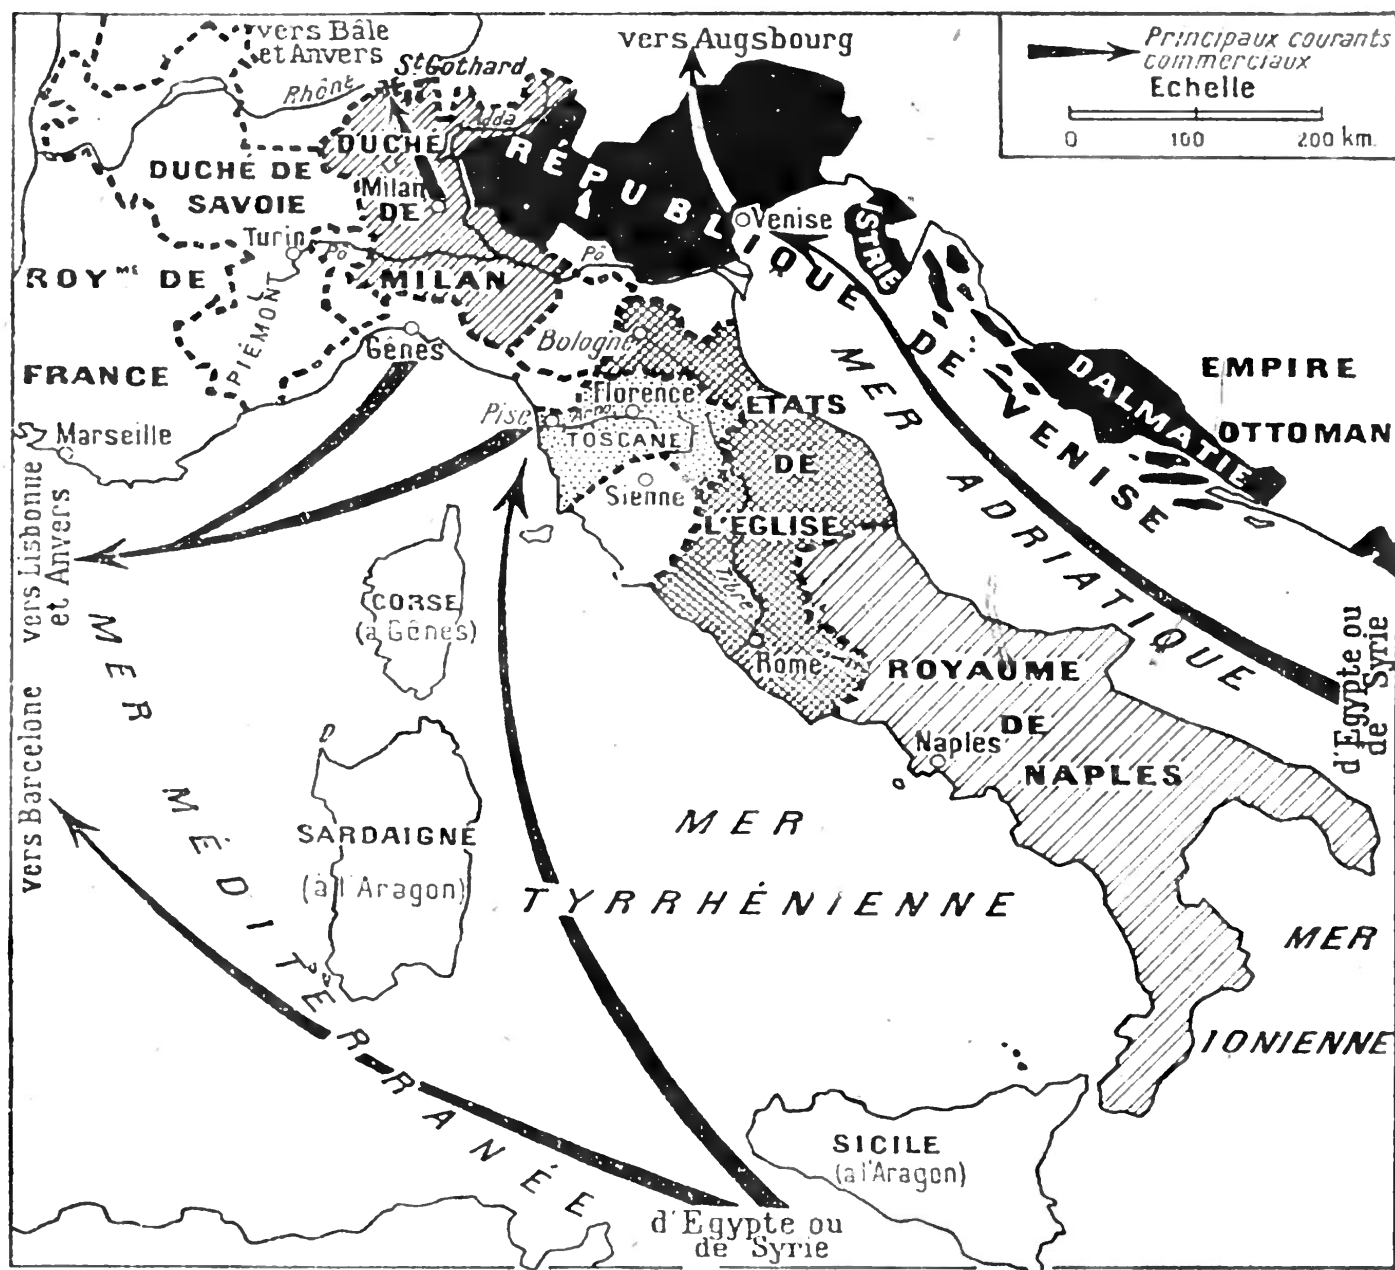 vers Bâle
et Anvers
vers Augsbourg
Principaux courants
commerciaux
Echelle
0 100 200 km.
St Gothard
Rhône
Adda
DUCHÉ
DE
MILAN
Milan
DUCHÉ DE
SAVOIE
Turin
Pô
Pô
PIÉMONT
ROYME DE
FRANCE
RÉPUBLIQUE
DE
VENISE
Venise
ISTRIE
DALMATIE
EMPIRE
OTTOMAN
Gênes
Bologne
Florence
Pise
Arno
TOSCANE
Sienne
Marseille
ETATS
DE
L'EGLISE
Tibre
Rome
MER
ADRIATIQUE
vers Lisbonne
et Anvers
CORSE
(à Gênes)
ROYAUME
DE
NAPLES
Naples
d'Egypte ou
de Syrie
vers Barcelone
MER
MÉDITERRANÉE
SARDAIGNE
(à l'Aragon)
MER
TYRRHÉNIENNE
MER
IONIENNE
SICILE
(a l'Aragon)
d'Egypte ou
de Syrie